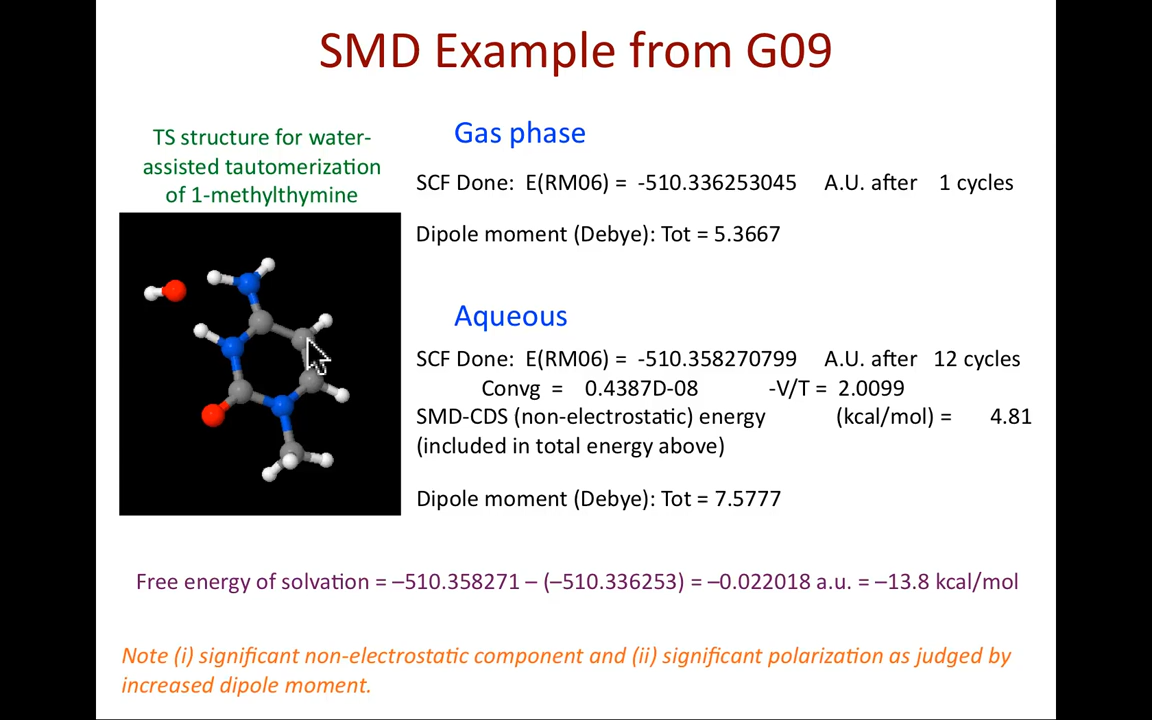 SMD Example from G09
TS structure for water-
assisted tautomerization
of 1-methylthymine
Gas phase
SCF Done: E(RM06) = -510.336253045 A.U. after 1 cycles
Dipole moment (Debye): Tot = 5.3667
Aqueous
SCF Done: E(RM06) = -510.358270799 A.U. after 12 cycles
Convg = 0.4387D-08 -V/T = 2.0099
SMD-CDS (non-electrostatic) energy (kcal/mol) = 4.81
(included in total energy above)
Dipole moment (Debye): Tot = 7.5777
Free energy of solvation = –510.358271 – (–510.336253) = –0.022018 a.u. = –13.8 kcal/mol
Note (i) significant non-electrostatic component and (ii) significant polarization as judged by
increased dipole moment.